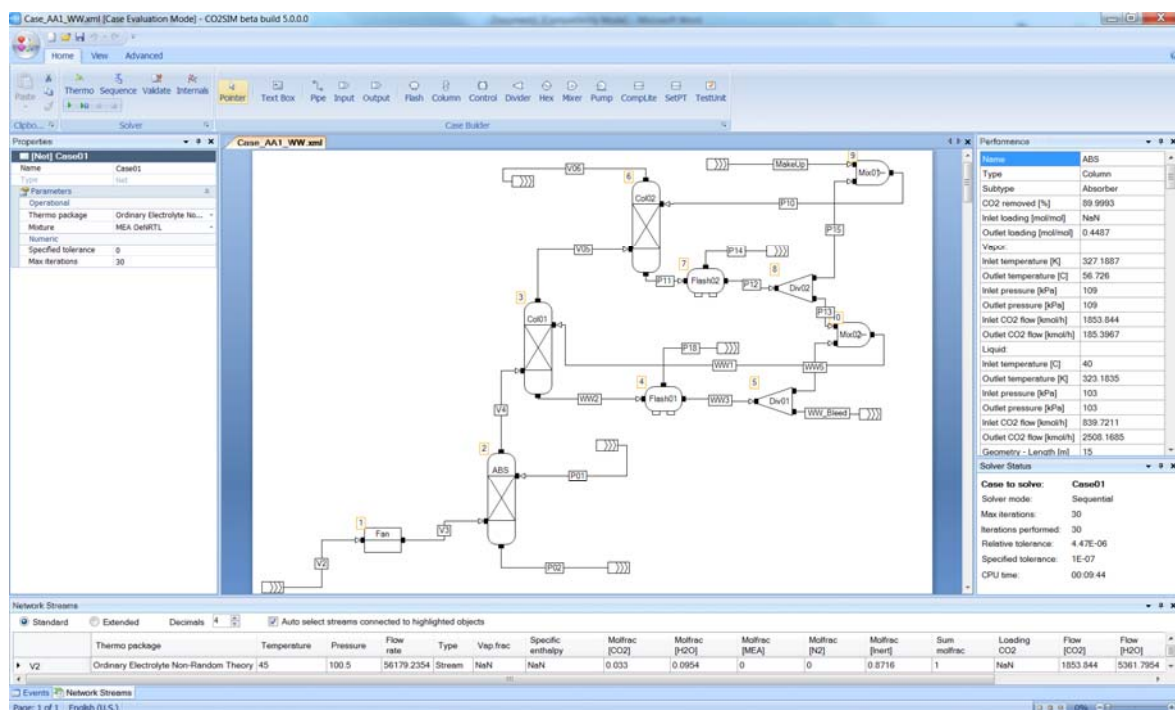 Case_AA1_WW.xml [Case Evaluation Mode] - CO2SIM beta build 5.0.0.0
Home View Advanced
Paste
Thermo Sequence Validate Internals
Pointer Text Box Pipe Input Output Flash Column Control Divider Hex Mixer Pump CompLite SetPT TestUnit
Clipbo... Solver Case Builder
Properties
[Not] Case01
Name Case01
Type Net
Parameters
Operational
Thermo package Ordinary Electrolyte No...
Mixture MEA DeNRTL
Numeric
Specified tolerance 0
Max iterations 30
Case_AA1_WW.xml
V06
6
Col02
MakeUp
9
Mix01
P10
P15
V05
P14
7
P11
Flash02
P12
8
Div02
P13
0
Mix02
3
Col01
P18
WW1
WW5
4
WW2
Flash01
WW3
5
Div01
WW_Bleed
V4
2
ABS
P01
1
Fan
V3
V2
P02
Performance
Name ABS
Type Column
Subtype Absorber
CO2 removed [%] 89.9993
Inlet loading [mol/mol] NaN
Outlet loading [mol/mol] 0.4487
Vapor:
Inlet temperature [K] 327.1887
Outlet temperature [C] 56.726
Inlet pressure [kPa] 109
Outlet pressure [kPa] 109
Inlet CO2 flow [kmol/h] 1853.844
Outlet CO2 flow [kmol/h] 185.3967
Liquid:
Inlet temperature [C] 40
Outlet temperature [K] 323.1835
Inlet pressure [kPa] 103
Outlet pressure [kPa] 103
Inlet CO2 flow [kmol/h] 839.7211
Outlet CO2 flow [kmol/h] 2508.1685
Geometry - Length [m] 15
Solver Status
Case to solve: Case01
Solver mode: Sequential
Max iterations: 30
Iterations performed: 30
Relative tolerance: 4.47E-06
Specified tolerance: 1E-07
CPU time: 00:09:44
Network Streams
Standard Extended Decimals 4 Auto select streams connected to highlighted objects
Thermo package Temperature Pressure Flow rate Type Vap.frac Specific enthalpy Molfrac [CO2] Molfrac [H2O] Molfrac [MEA] Molfrac [N2] Molfrac [Inert] Sum molfrac Loading CO2 Flow [CO2] Flow [H2O]
V2 Ordinary Electrolyte Non-Random Theory 45 100.5 56179.2354 Stream NaN NaN 0.033 0.0954 0 0 0.8716 1 NaN 1853.844 5361.7954
Events Network Streams
Page: 1 of 1 English (U.S.) 0%